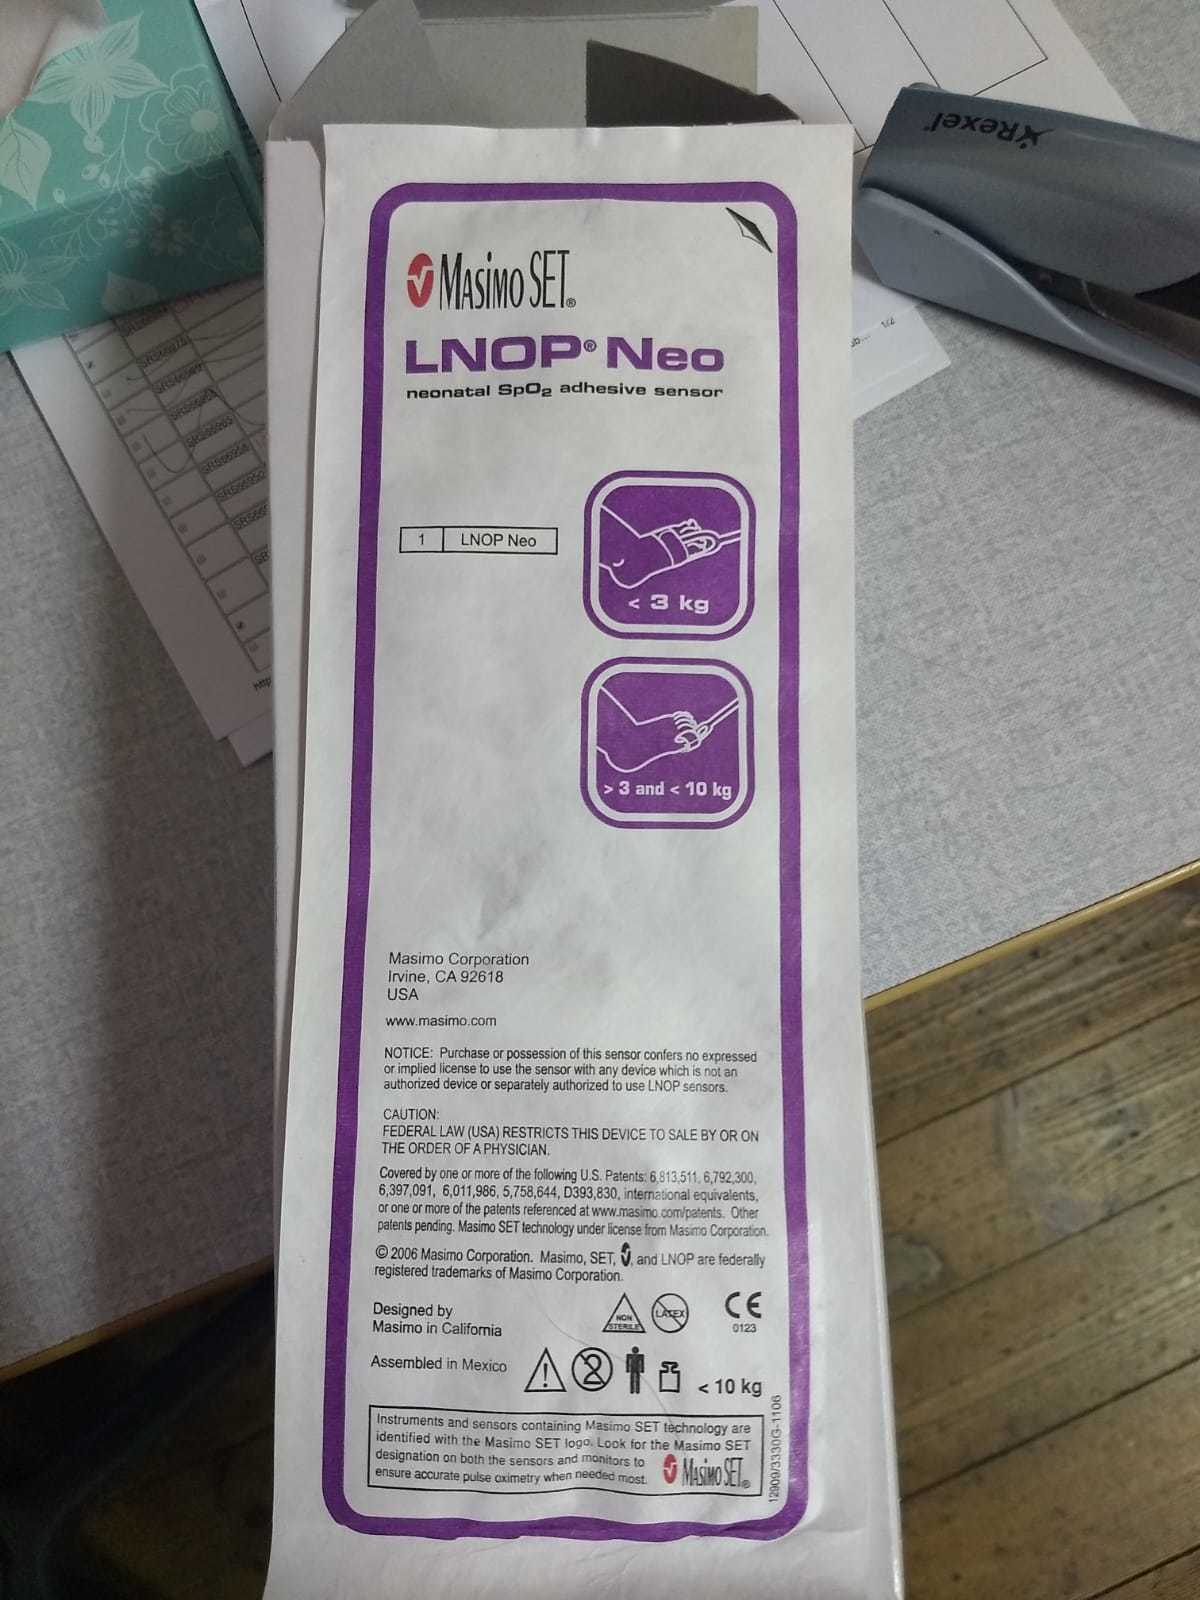 Rexel
1/2
SRS66975
SRS66950
http
Masimo SET®
LNOP® Neo
neonatal SpO2 adhesive sensor
1 LNOP Neo
< 3 kg
> 3 and < 10 kg
Masimo Corporation
Irvine, CA 92618
USA
www.masimo.com
NOTICE: Purchase or possession of this sensor confers no expressed
or implied license to use the sensor with any device which is not an
authorized device or separately authorized to use LNOP sensors.
CAUTION:
FEDERAL LAW (USA) RESTRICTS THIS DEVICE TO SALE BY OR ON
THE ORDER OF A PHYSICIAN.
Covered by one or more of the following U.S. Patents: 6,813,511, 6,792,300,
6,397,091, 6,011,986, 5,758,644, D393,830, international equivalents,
or one or more of the patents referenced at www.masimo.com/patents. Other
patents pending. Masimo SET technology under license from Masimo Corporation.
© 2006 Masimo Corporation. Masimo, SET, , and LNOP are federally
registered trademarks of Masimo Corporation.
Designed by
Masimo in California
NON
STERILE
LATEX
CE
0123
Assembled in Mexico
2
< 10 kg
Instruments and sensors containing Masimo SET technology are
identified with the Masimo SET logo. Look for the Masimo SET
designation on both the sensors and monitors to
ensure accurate pulse oximetry when needed most.
Masimo SET®
12909/3330G-1106